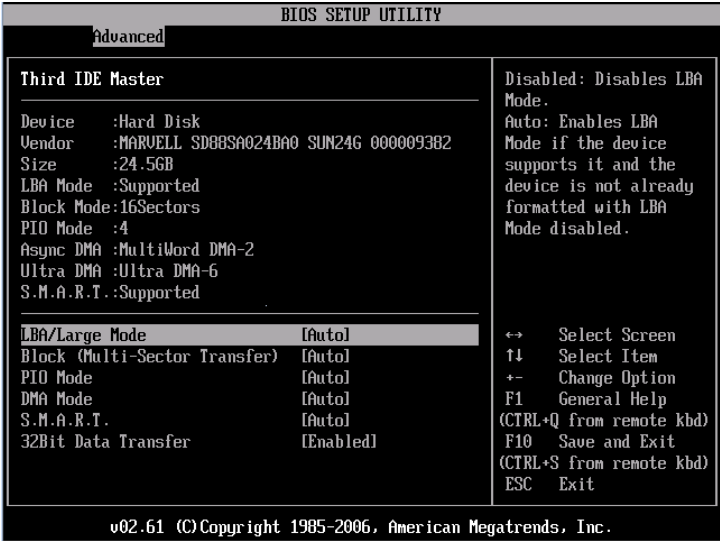 BIOS SETUP UTILITY
Advanced
Third IDE Master
Device :Hard Disk
Vendor :MARVELL SD88SA024BA0 SUN24G 000009382
Size :24.5GB
LBA Mode :Supported
Block Mode:16Sectors
PIO Mode :4
Async DMA :MultiWord DMA-2
Ultra DMA :Ultra DMA-6
S.M.A.R.T.:Supported
LBA/Large Mode [Auto]
Block (Multi-Sector Transfer) [Auto]
PIO Mode [Auto]
DMA Mode [Auto]
S.M.A.R.T. [Auto]
32Bit Data Transfer [Enabled]
Disabled: Disables LBA
Mode.
Auto: Enables LBA
Mode if the device
supports it and the
device is not already
formatted with LBA
Mode disabled.
↔ Select Screen
↑↓ Select Item
+- Change Option
F1 General Help
(CTRL+Q from remote kbd)
F10 Save and Exit
(CTRL+S from remote kbd)
ESC Exit
v02.61 (C)Copyright 1985-2006, American Megatrends, Inc.